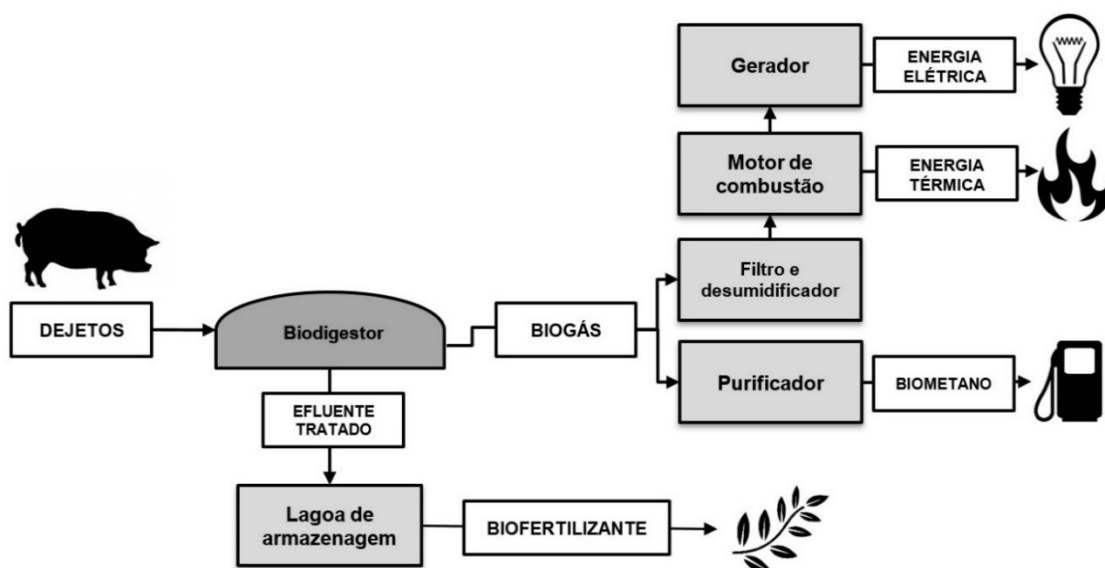 DEJETOS
Biodigestor
BIOGÁS
EFLUENTE
TRATADO
Lagoa de
armazenagem
BIOFERTILIZANTE
Filtro e
desumidificador
Motor de
combustão
ENERGIA
TÉRMICA
Gerador
ENERGIA
ELÉTRICA
Purificador
BIOMETANO